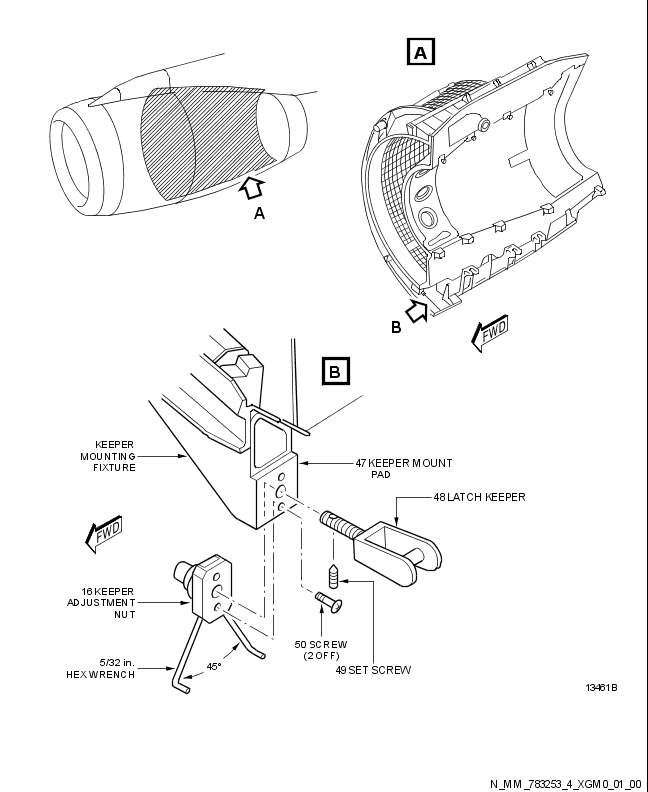 A
A
B
FWD
B
KEEPER
MOUNTING
FIXTURE
47 KEEPER MOUNT
PAD
48 LATCH KEEPER
FWD
16 KEEPER
ADJUSTMENT
NUT
50 SCREW
(2 OFF)
5/32 in.
HEX WRENCH
45°
49 SET SCREW
13461B
N_MM_783253_4_XGM0_01_00